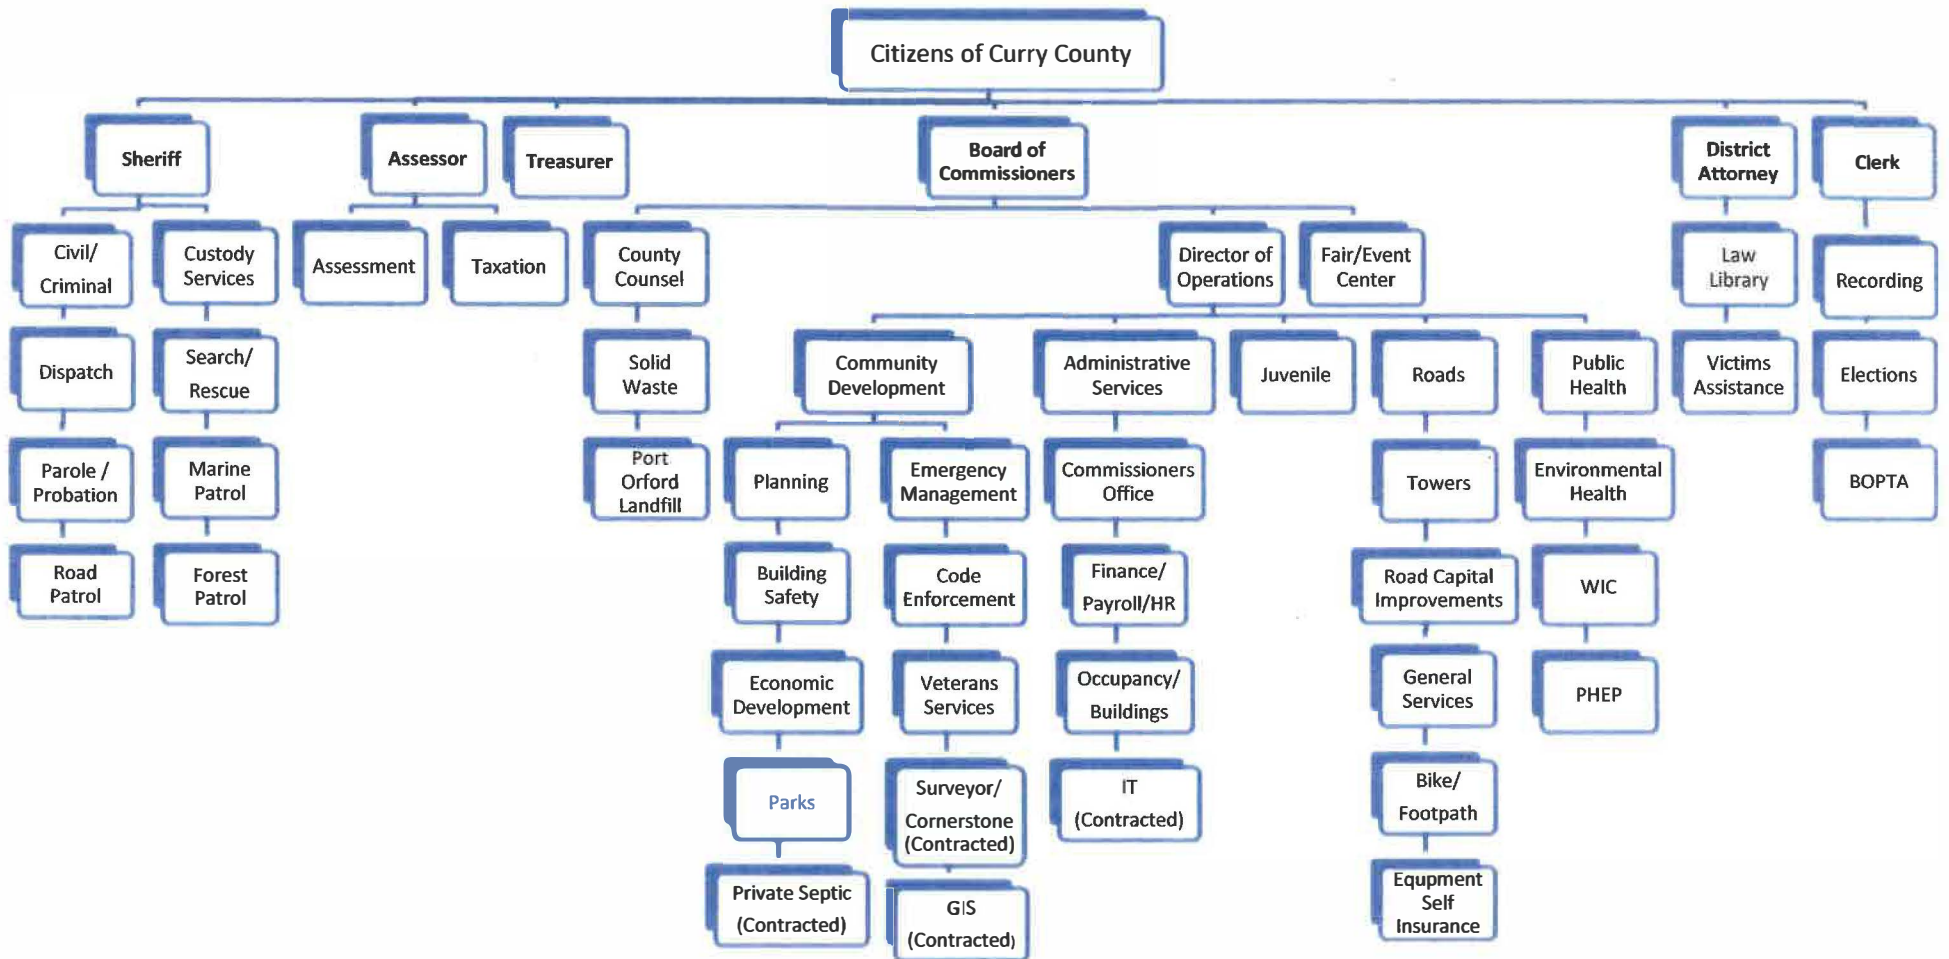 Citizens of Curry County
Sheriff
Assessor
Treasurer
Board of
Commissioners
District
Attorney
Clerk
Civil/
Criminal
Custody
Services
Assessment
Taxation
County
Counsel
Director of
Operations
Fair/Event
Center
Law
Library
Recording
Dispatch
Search/
Rescue
Solid
Waste
Community
Development
Administrative
Services
Juvenile
Roads
Public
Health
Victims
Assistance
Elections
Parole /
Probation
Marine
Patrol
Port
Orford
Landfill
Planning
Emergency
Management
Commissioners
Office
Towers
Environmental
Health
BOPTA
Road
Patrol
Forest
Patrol
Building
Safety
Code
Enforcement
Finance/
Payroll/HR
Road Capital
Improvements
WIC
Economic
Development
Veterans
Services
Occupancy/
Buildings
General
Services
PHEP
Parks
Surveyor/
Cornerstone
(Contracted)
IT
(Contracted)
Bike/
Footpath
Private Septic
(Contracted)
GIS
(Contracted)
Equpment
Self
Insurance